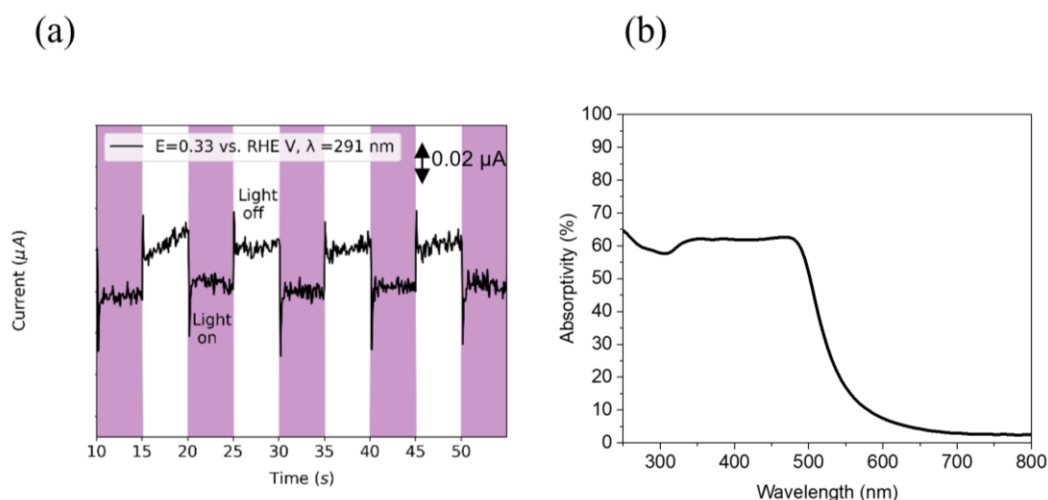 (a)
E=0.33 vs. RHE V, λ =291 nm
0.02 μA
Light
off
Light
on
Current (μA)
10 15 20 25 30 35 40 45 50
Time (s)
(b)
100
90
80
70
60
50
40
30
20
10
0
Absorptivity (%)
300 400 500 600 700 800
Wavelength (nm)